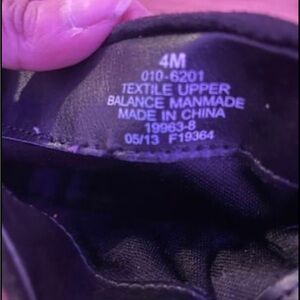 4M
010-6201
TEXTILE UPPER
BALANCE MANMADE
MADE IN CHINA
19963-8
05/13 F19364